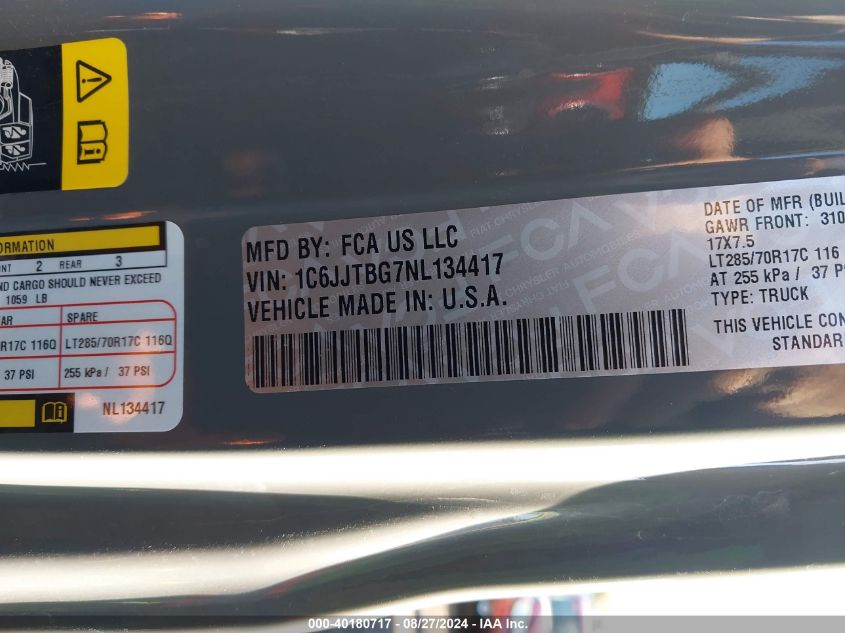 ORMATION
NT 2 REAR 3
ND CARGO SHOULD NEVER EXCEED
1059 LB
AR SPARE
R17C 116Q LT285/70R17C 116Q
37 PSI 255 kPa / 37 PSI
NL134417
MFD BY: FCA US LLC
VIN: 1C6JJTBG7NL134417
VEHICLE MADE IN: U.S.A.
DATE OF MFR (BUIL
GAWR FRONT: 310
17X7.5
LT285/70R17C 116
AT 255 kPa / 37 PS
TYPE: TRUCK
THIS VEHICLE CON
STANDAR
000-40180717 - 08/27/2024 - IAA Inc.